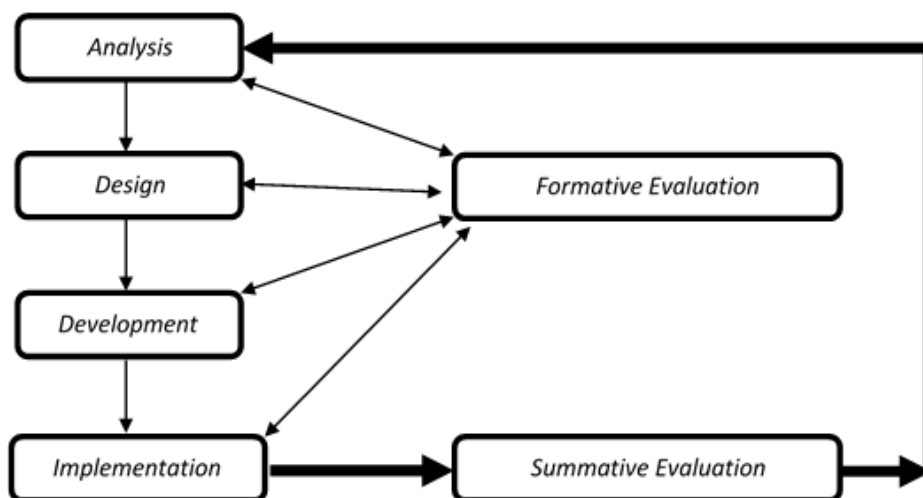 Analysis
Design
Formative Evaluation
Development
Implementation
Summative Evaluation